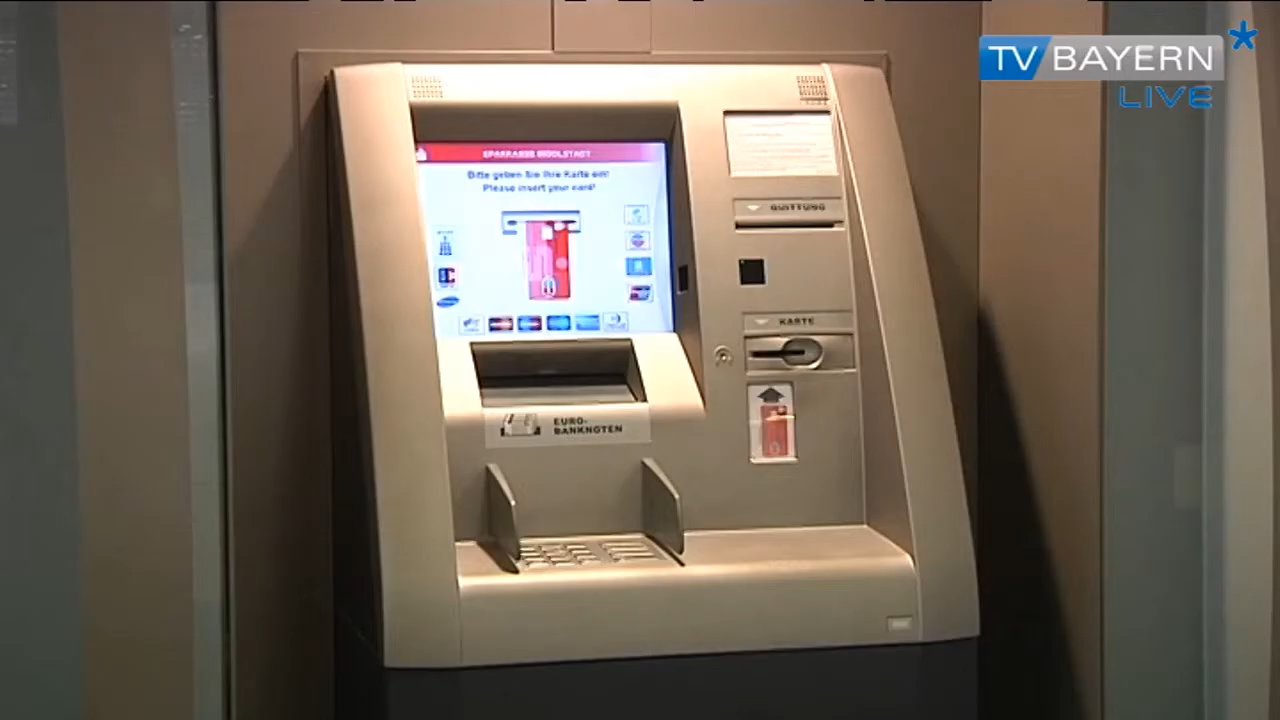 TV BAYERN
LIVE
SPARKASSE INGOLSTADT
Bitte geben Sie Ihre Karte ein!
Please insert your card!
QUITTUNG
KARTE
EURO-
BANKNOTEN